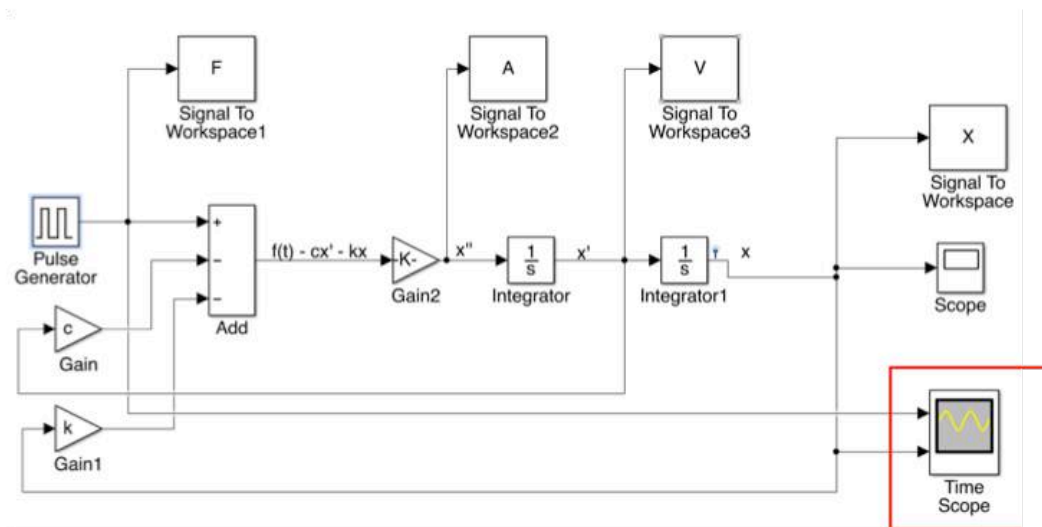 F
Signal To
Workspace1
A
Signal To
Workspace2
V
Signal To
Workspace3
X
Signal To
Workspace
Pulse
Generator
+
−
−
Add
f(t) - cx' - kx
-K-
Gain2
x"
1
s
Integrator
x'
1
s
Integrator1
x
Scope
c
Gain
k
Gain1
Time
Scope